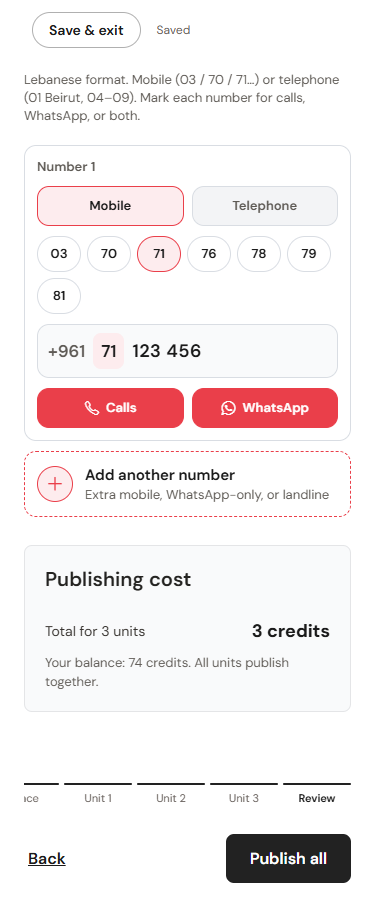 Save & exit
Saved
Lebanese format. Mobile (03 / 70 / 71…) or telephone
(01 Beirut, 04–09). Mark each number for calls,
WhatsApp, or both.
Number 1
Mobile
Telephone
03
70
71
76
78
79
81
+961 71 123 456
Calls
WhatsApp
Add another number
Extra mobile, WhatsApp-only, or landline
Publishing cost
Total for 3 units
3 credits
Your balance: 74 credits. All units publish
together.
ace
Unit 1
Unit 2
Unit 3
Review
Back
Publish all